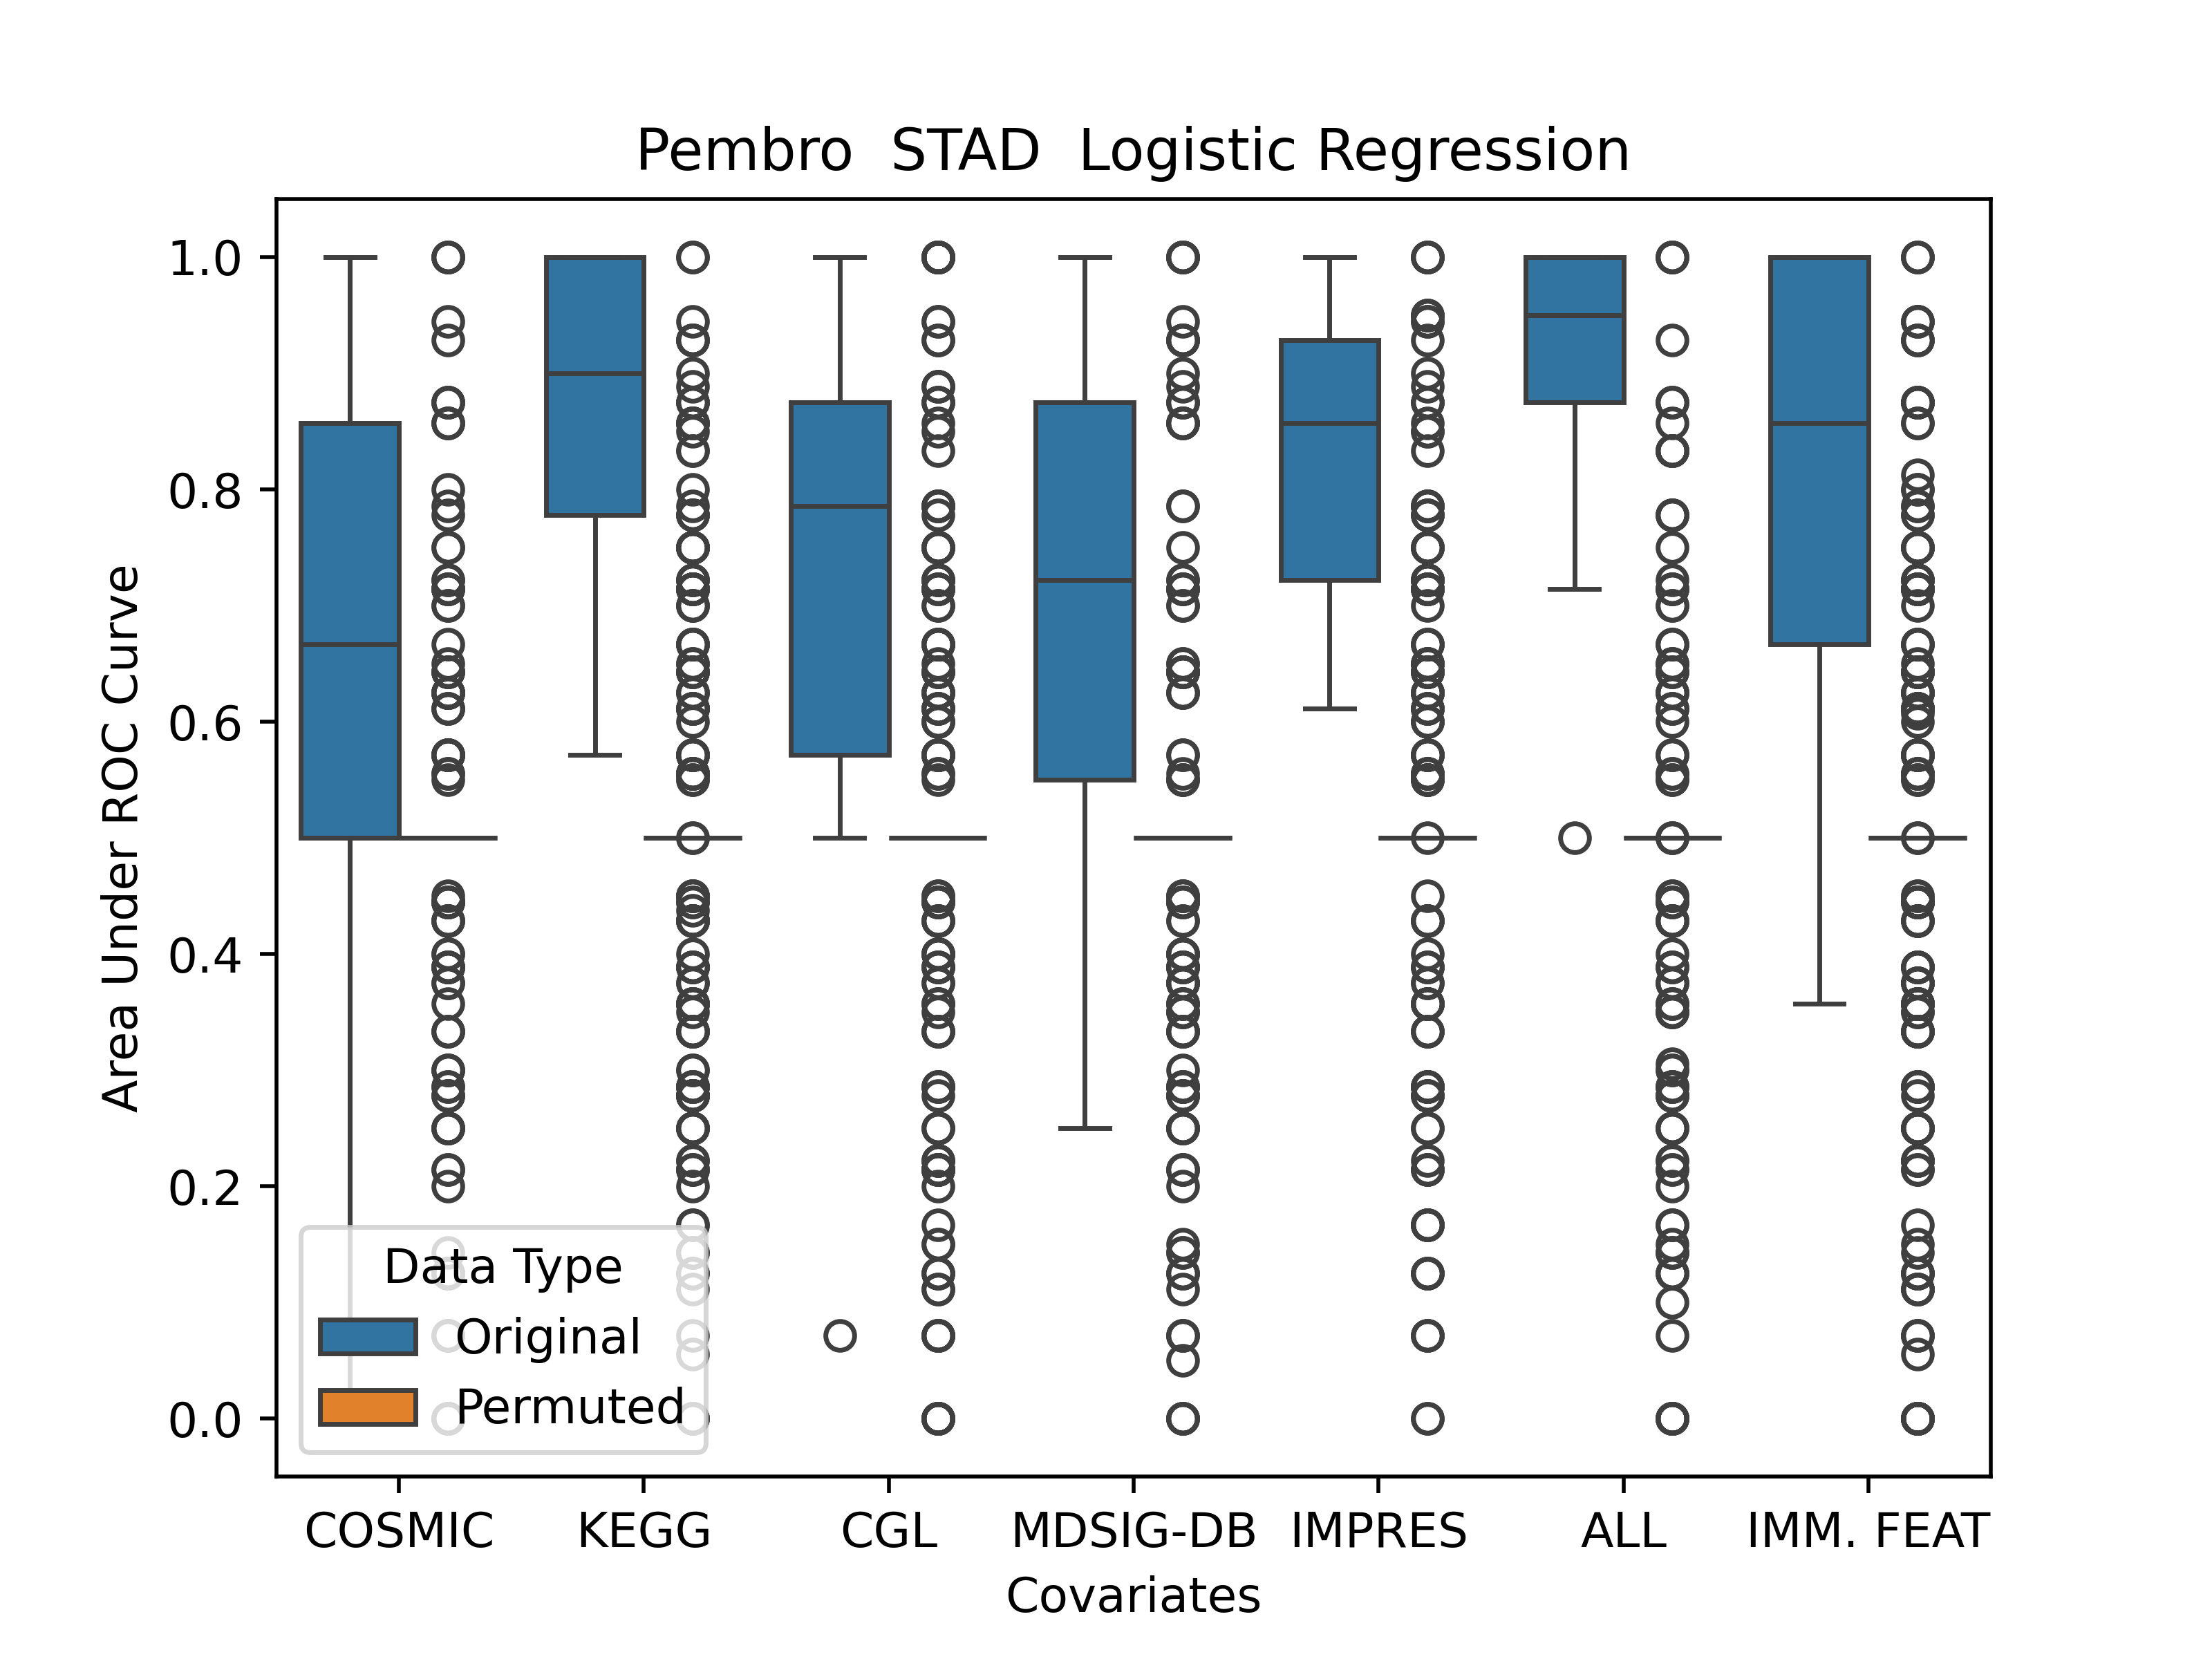 Pembro  STAD  Logistic Regression
Area Under ROC Curve
1.0
0.8
0.6
0.4
0.2
0.0
Data Type
Original
Permuted
COSMIC KEGG CGL MDSIG-DB IMPRES ALL IMM. FEAT
Covariates